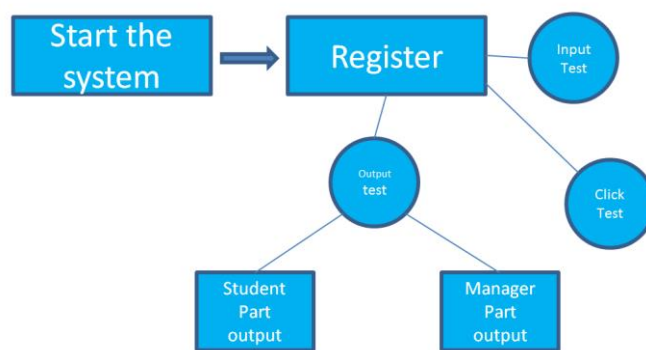 Start the
system
Register
Input
Test
Output
test
Click
Test
Student
Part
output
Manager
Part
output